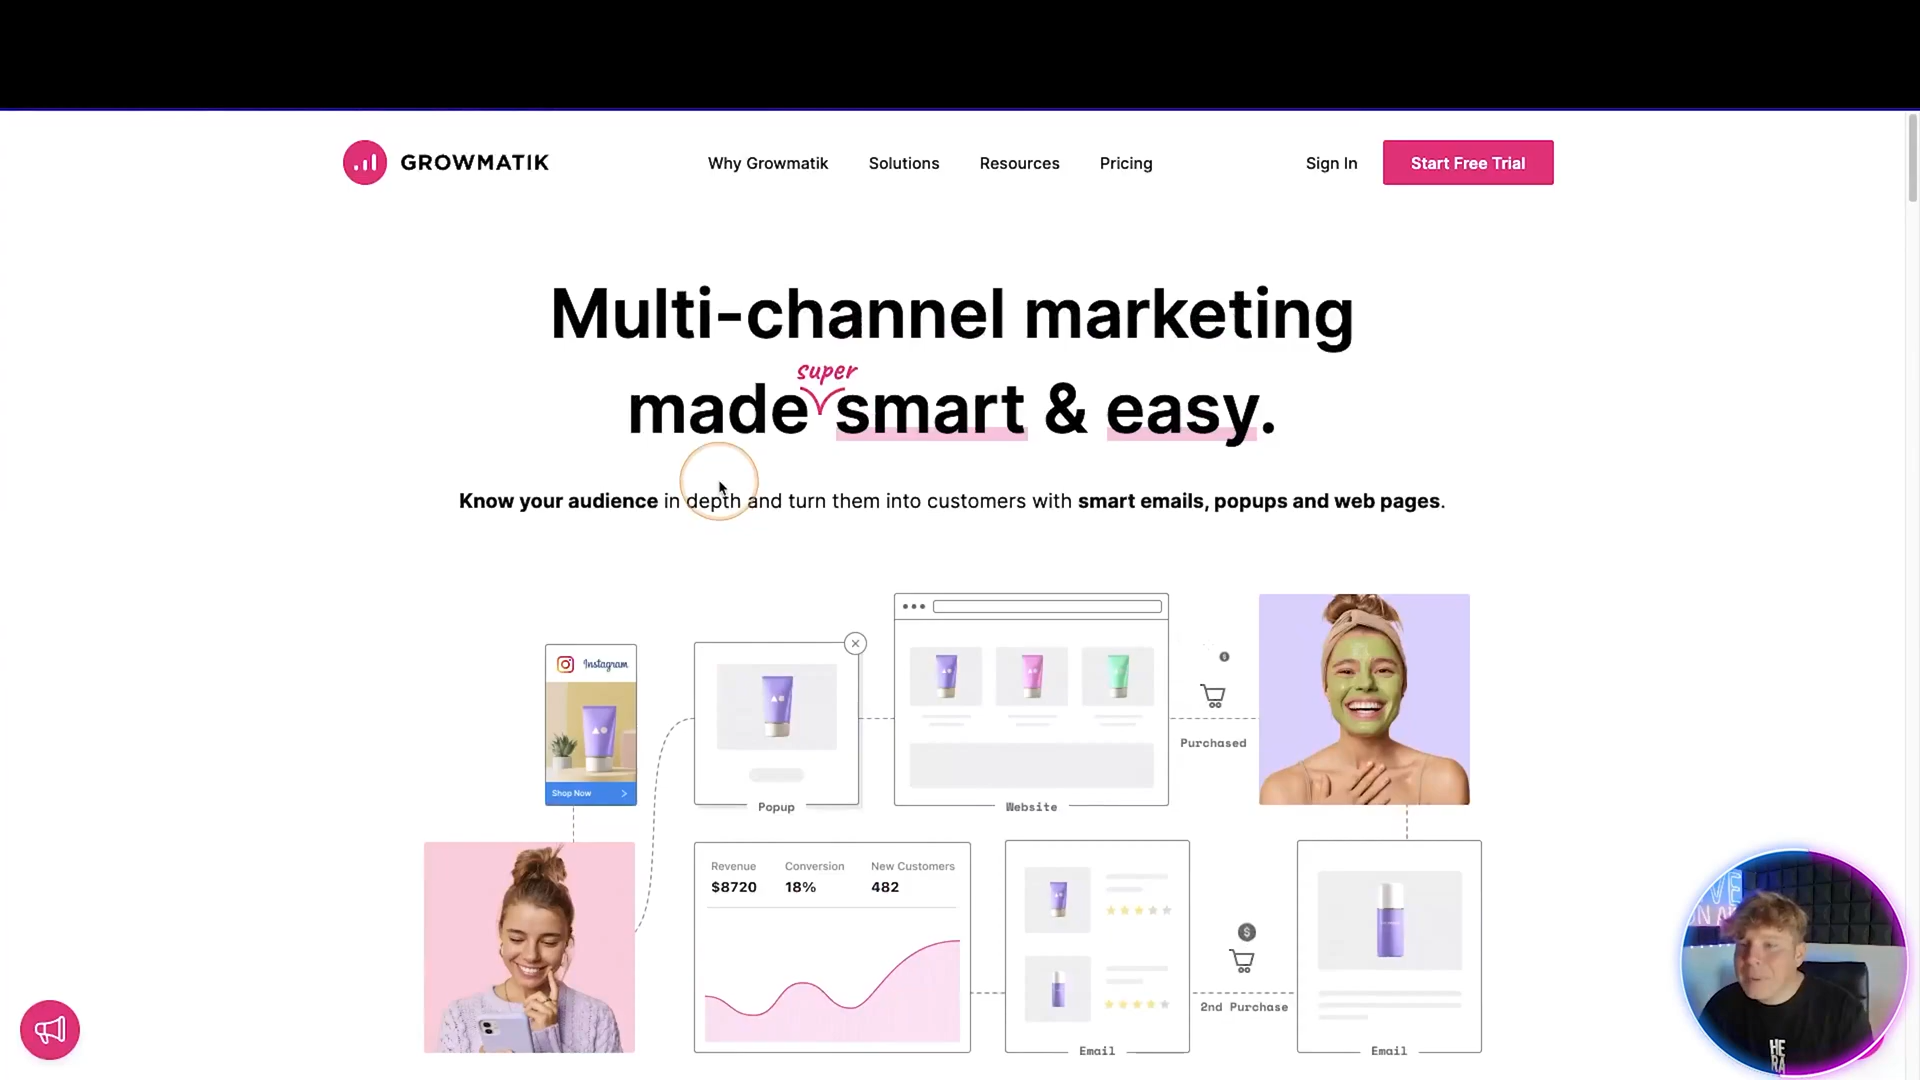 GROWMATIK
Why Growmatik
Solutions
Resources
Pricing
Sign In
Start Free Trial
Multi-channel marketing
super
made smart & easy.
Know your audience in depth and turn them into customers with smart emails, popups and web pages.
Instagram
Shop Now
Popup
Website
Purchased
Revenue
Conversion
New Customers
$8720
18%
482
Email
$
2nd Purchase
Email
HE
RA